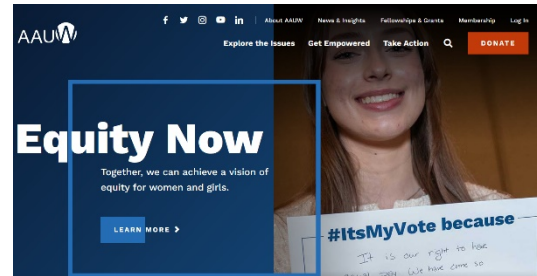 AAUW
f in About AAUW News & Insights Fellowships & Grants Membership Log In
Explore the Issues Get Empowered Take Action DONATE
Equity Now
Together, we can achieve a vision of
equity for women and girls.
LEARN MORE >
#ItsMyVote because
It is our right to have
We have come so